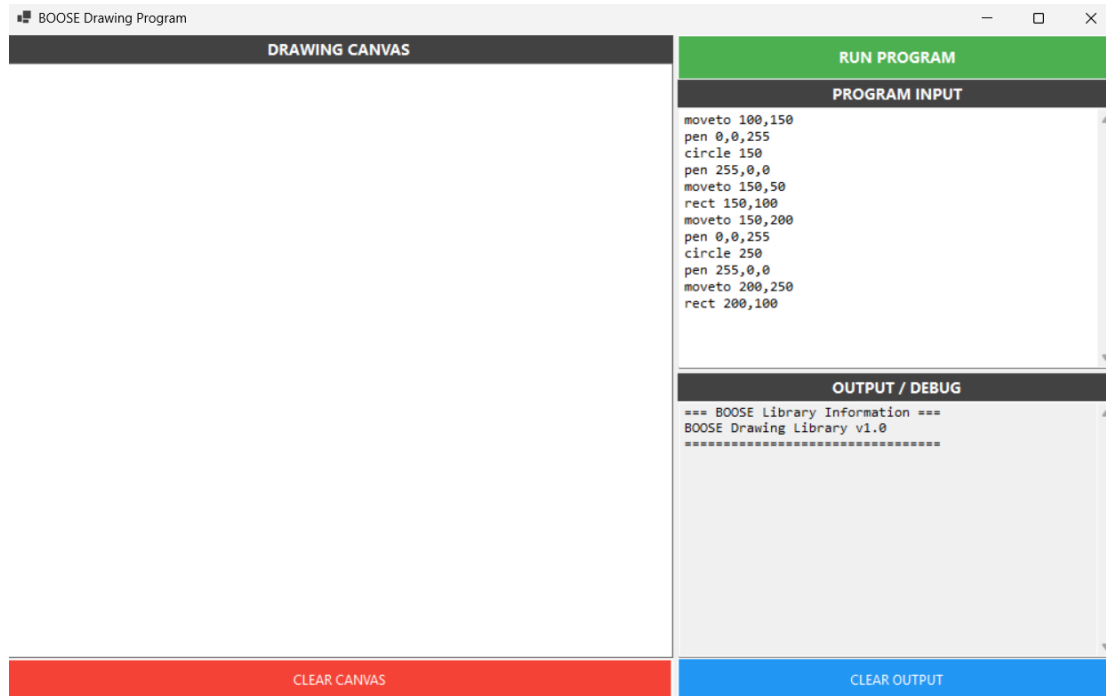 BOOSE Drawing Program
DRAWING CANVAS
RUN PROGRAM
PROGRAM INPUT
moveto 100,150
pen 0,0,255
circle 150
pen 255,0,0
moveto 150,50
rect 150,100
moveto 150,200
pen 0,0,255
circle 250
pen 255,0,0
moveto 200,250
rect 200,100
OUTPUT / DEBUG
=== BOOSE Library Information ===
BOOSE Drawing Library v1.0
=================================
CLEAR CANVAS
CLEAR OUTPUT